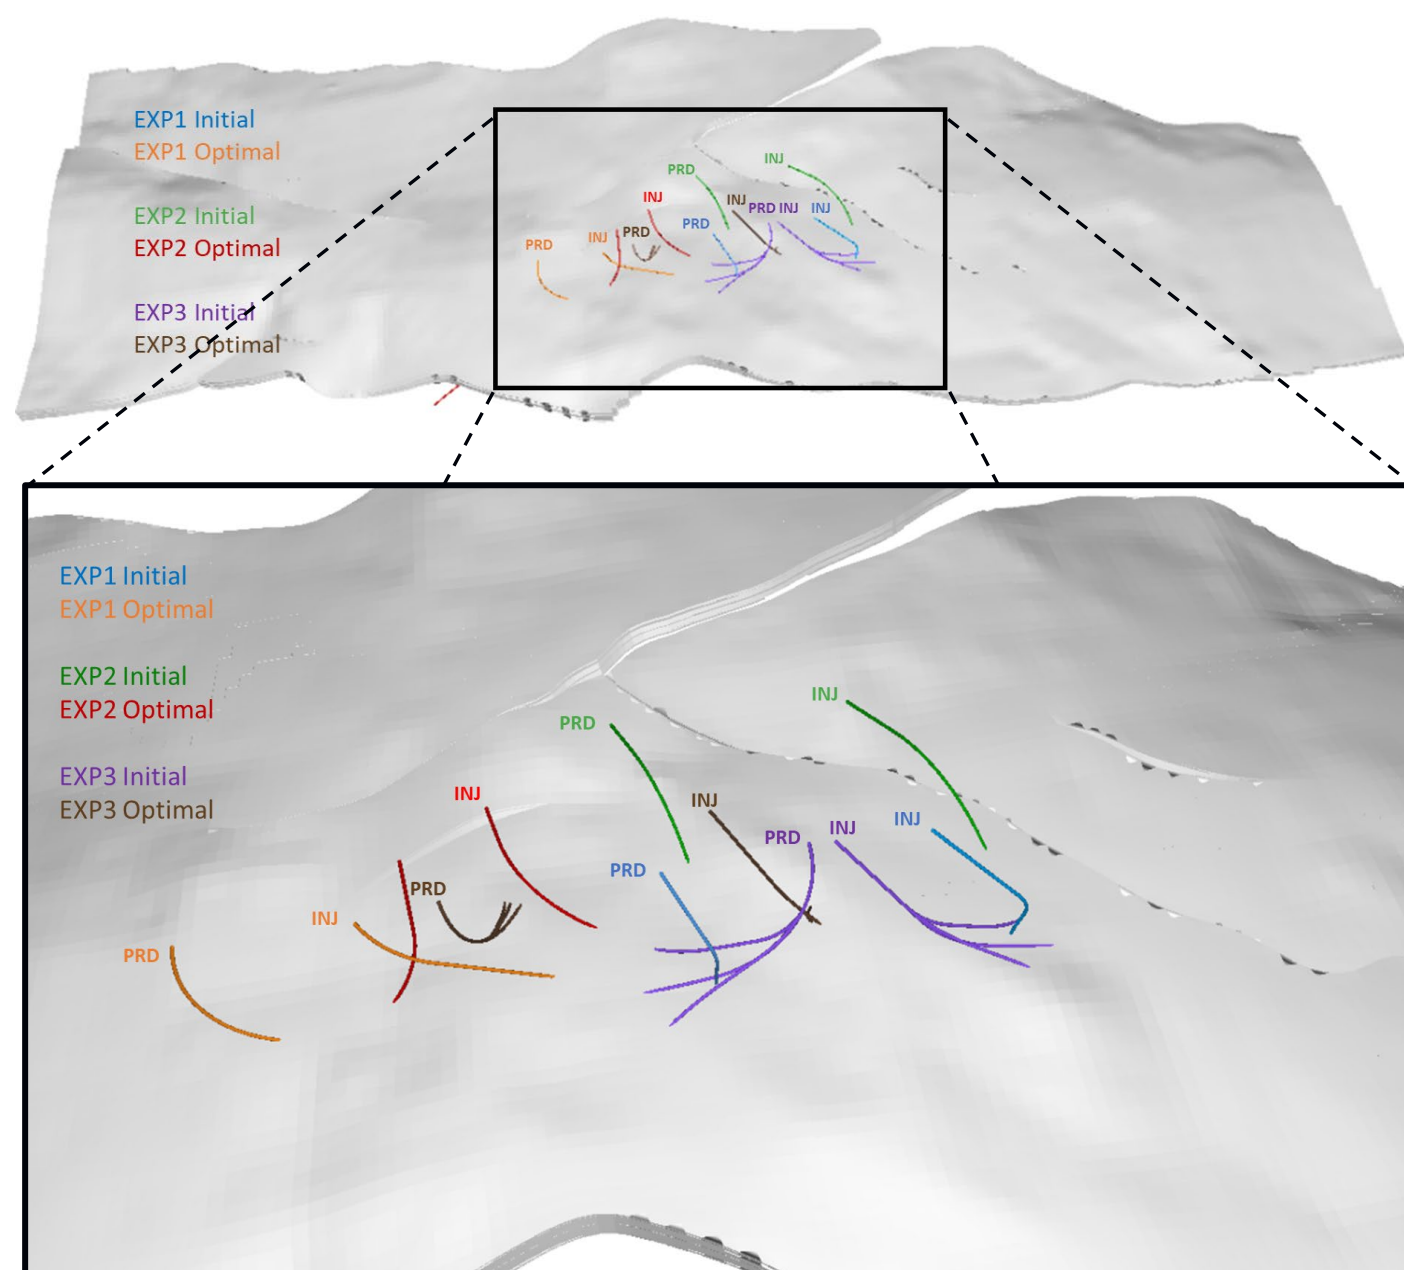 EXP1 Initial
EXP1 Optimal
EXP2 Initial
EXP2 Optimal
EXP3 Initial
EXP3 Optimal
INJ
PRD
INJ
INJ
PRD
INJ
INJ
PRD
PRD
INJ
PRD
EXP1 Initial
EXP1 Optimal
EXP2 Initial
EXP2 Optimal
EXP3 Initial
EXP3 Optimal
INJ
PRD
INJ
INJ
INJ
INJ
PRD
PRD
PRD
INJ
PRD